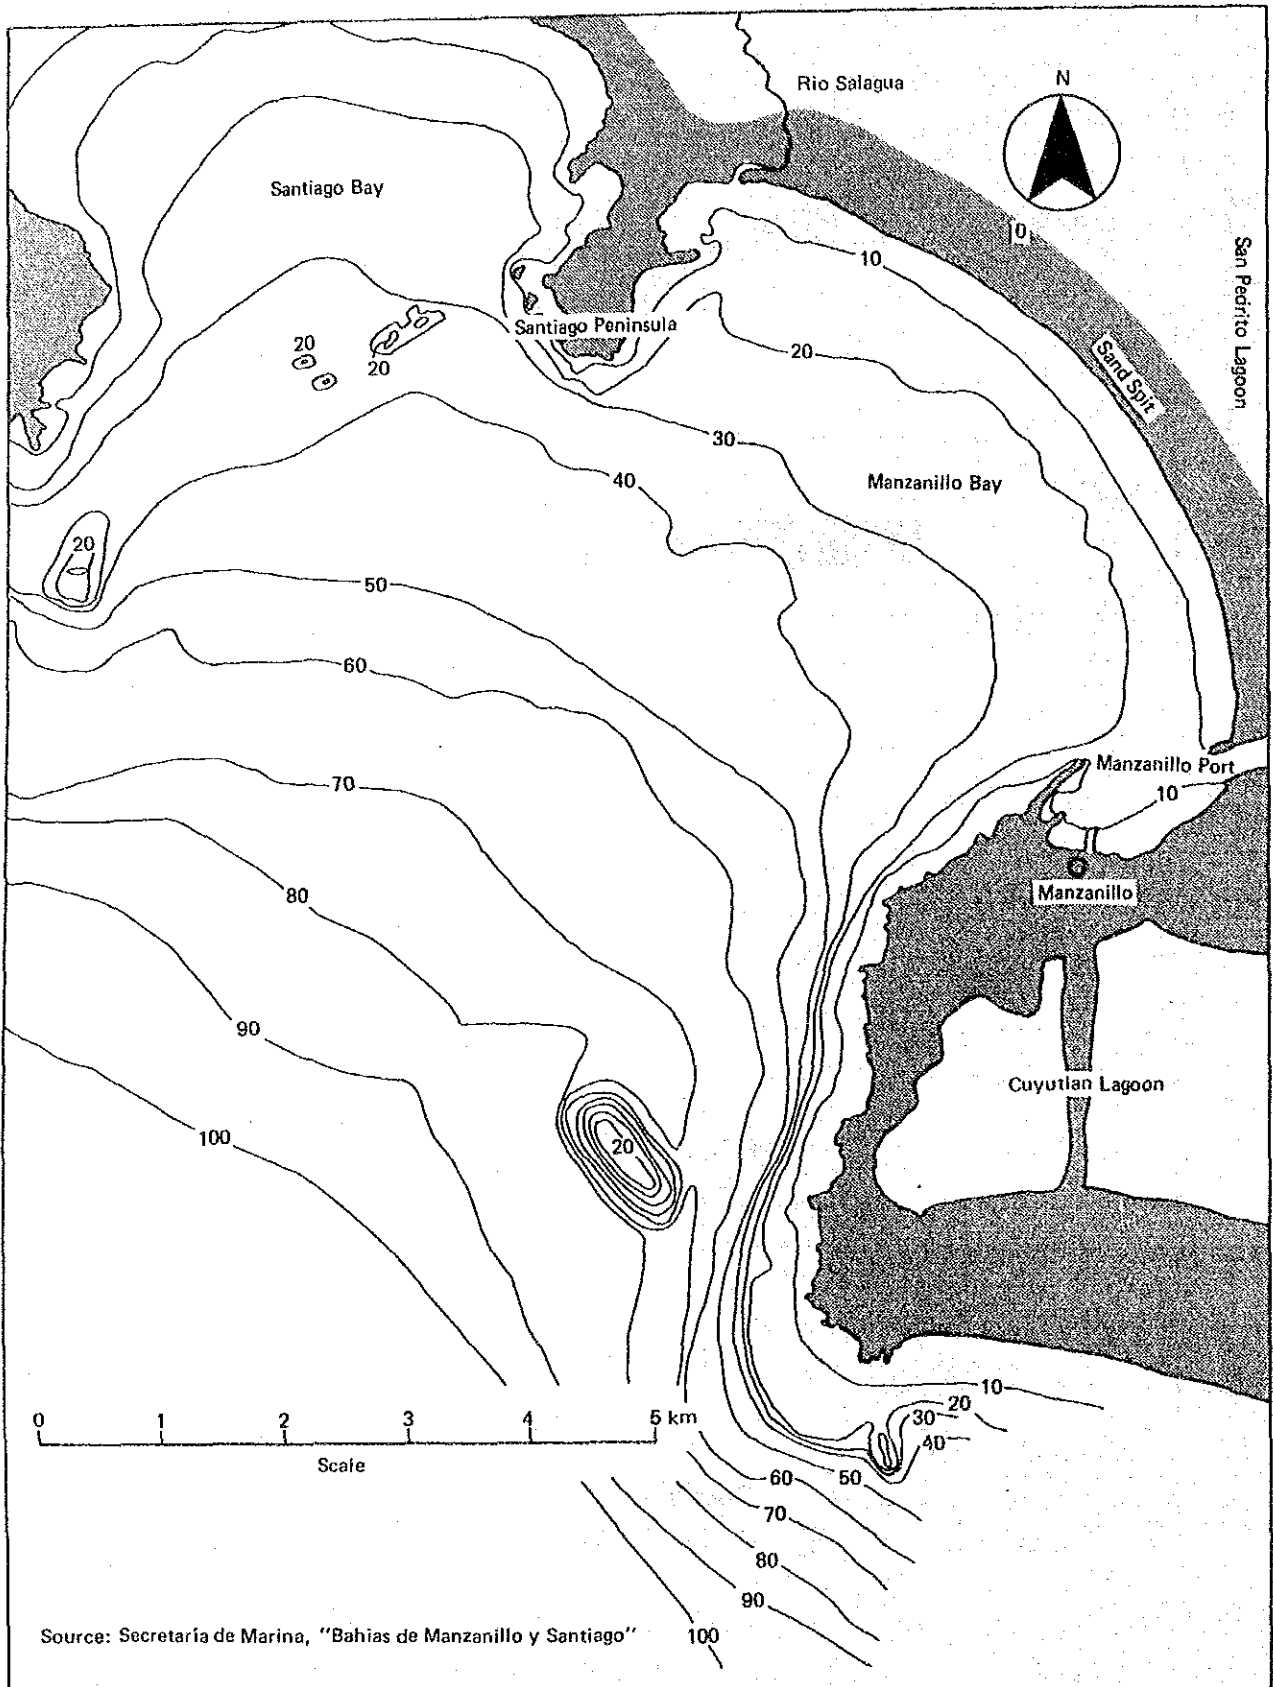 Rio Salagua
N
Santiago Bay
0
10
San Pedrito Lagoon
Santiago Peninsula
20
20
20
Sand Spit
30
40
Manzanillo Bay
20
50
60
Manzanillo Port
70
10
80
Manzanillo
90
Cuyutlan Lagoon
100
20
10
0 1 2 3 4 5 km
20
30
Scale
40
50
60
70
80
90
Source: Secretaría de Marina, "Bahias de Manzanillo y Santiago"
100